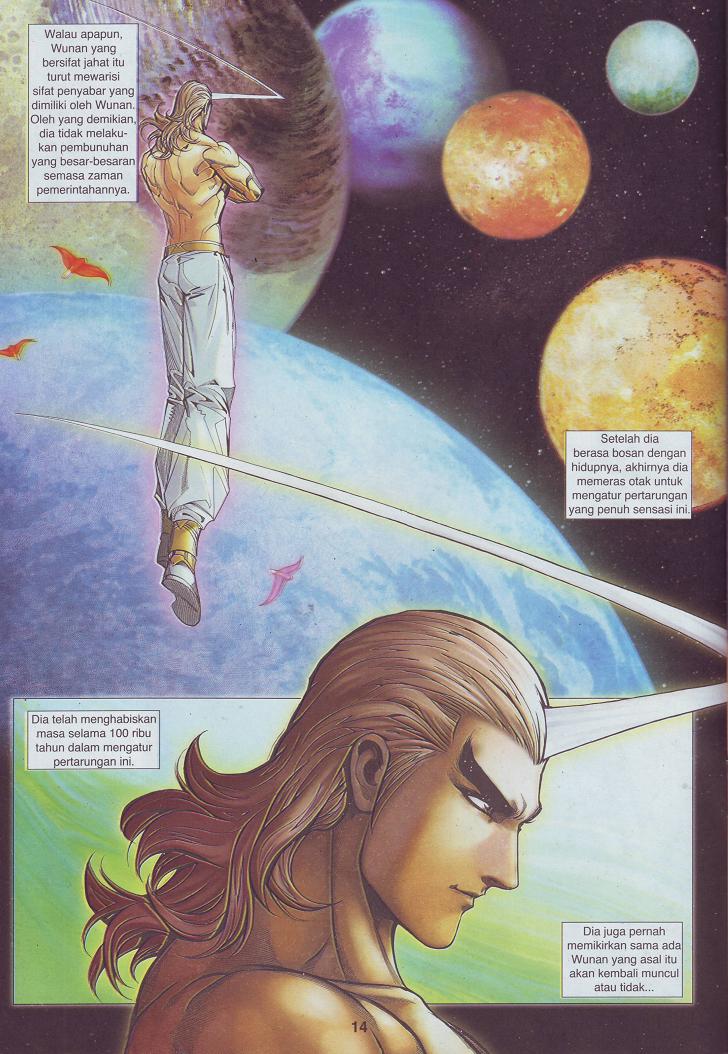 Walau apapun,
Wunan yang
bersifat jahat itu
turut mewarisi
sifat penyabar yang
dimiliki oleh Wunan.
Oleh yang demikian,
dia tidak melaku-
kan pembunuhan
yang besar-besaran
semasa zaman
pemerintahannya.
Setelah dia
berasa bosan dengan
hidupnya, akhirnya dia
memeras otak untuk
mengatur pertarungan
yang penuh sensasi ini.
Dia telah menghabiskan
masa selama 100 ribu
tahun dalam mengatur
pertarungan ini.
Dia juga pernah
memikirkan sama ada
Wunan yang asal itu
akan kembali muncul
atau tidak...
14